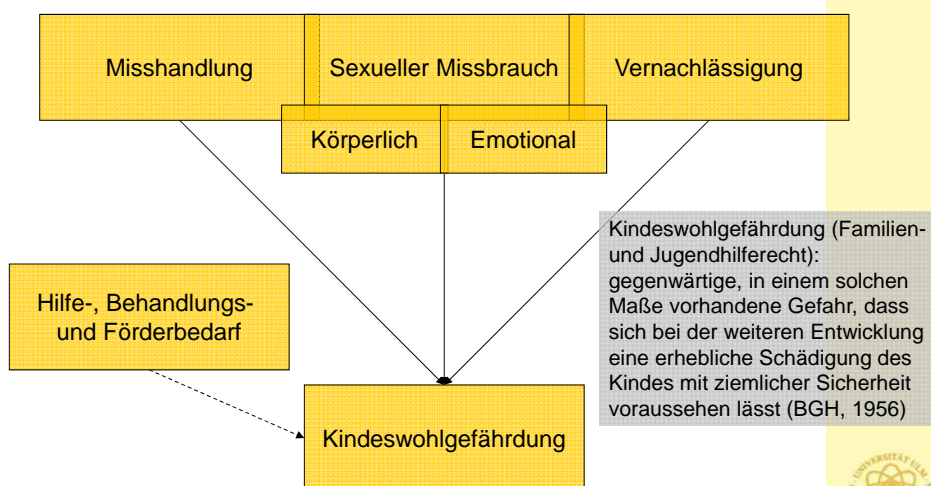 Misshandlung
Sexueller Missbrauch
Vernachlässigung
Körperlich
Emotional
Kindeswohlgefährdung (Familien-
und Jugendhilferecht):
gegenwärtige, in einem solchen
Maße vorhandene Gefahr, dass
sich bei der weiteren Entwicklung
eine erhebliche Schädigung des
Kindes mit ziemlicher Sicherheit
voraussehen lässt (BGH, 1956)
Hilfe-, Behandlungs-
und Förderbedarf
Kindeswohlgefährdung
UNIVERSITÄT ULM